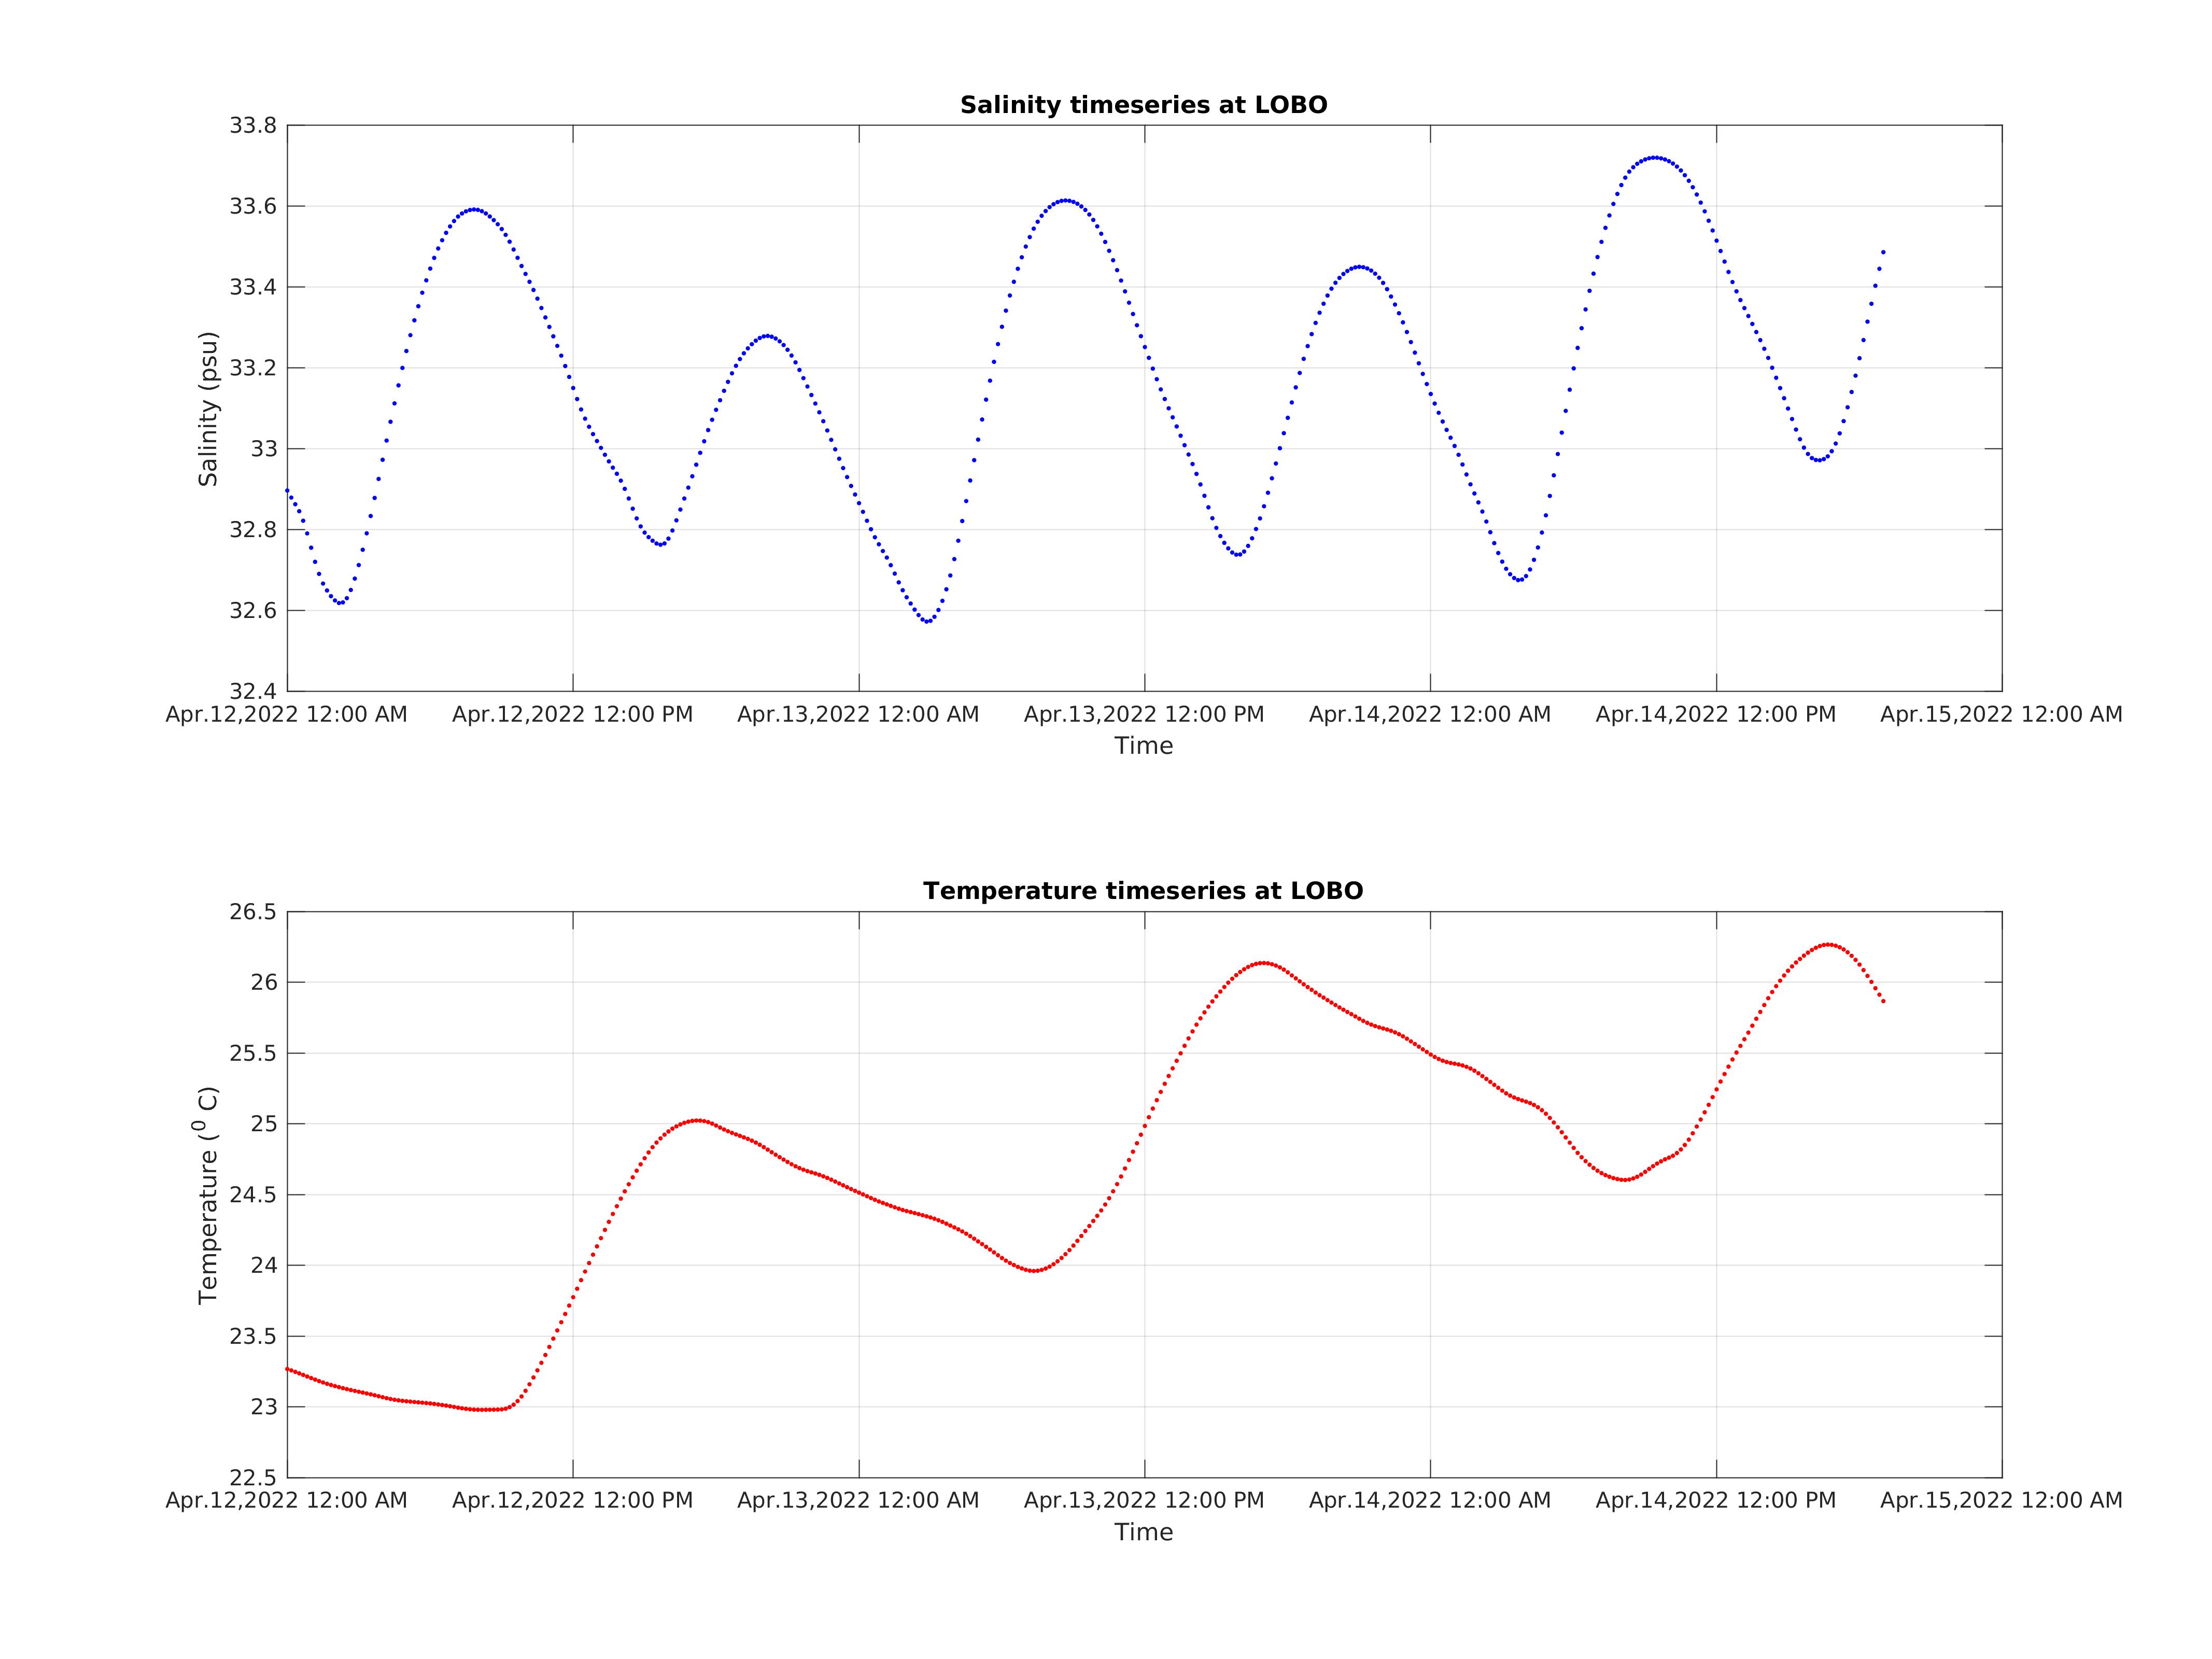 Salinity timeseries at LOBO
33.8
33.6
33.4
33.2
33
32.8
32.6
32.4
Salinity (psu)
Apr.12,2022 12:00 AM Apr.12,2022 12:00 PM Apr.13,2022 12:00 AM Apr.13,2022 12:00 PM Apr.14,2022 12:00 AM Apr.14,2022 12:00 PM Apr.15,2022 12:00 AM
Time
Temperature timeseries at LOBO
26.5
26
25.5
25
24.5
24
23.5
23
22.5
Temperature (⁰ C)
Apr.12,2022 12:00 AM Apr.12,2022 12:00 PM Apr.13,2022 12:00 AM Apr.13,2022 12:00 PM Apr.14,2022 12:00 AM Apr.14,2022 12:00 PM Apr.15,2022 12:00 AM
Time